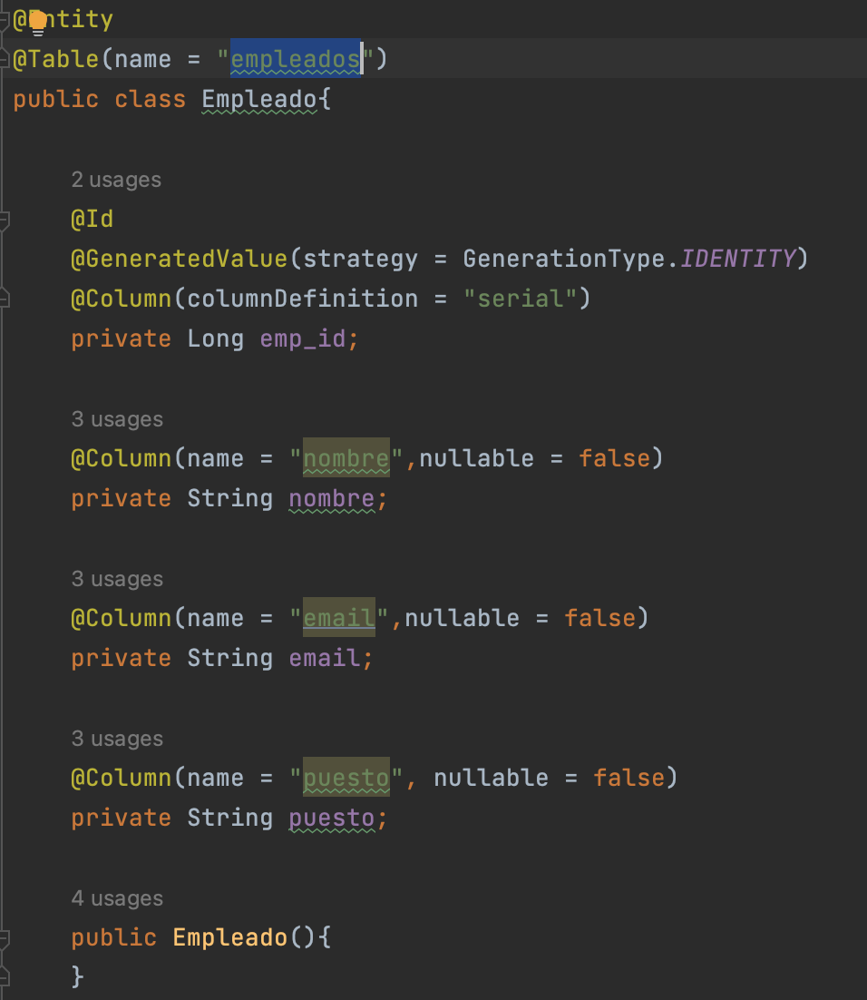 @Entity
@Table(name = "empleados")
public class Empleado{
2 usages
@Id
@GeneratedValue(strategy = GenerationType.IDENTITY)
@Column(columnDefinition = "serial")
private Long emp_id;
3 usages
@Column(name = "nombre",nullable = false)
private String nombre;
3 usages
@Column(name = "email",nullable = false)
private String email;
3 usages
@Column(name = "puesto", nullable = false)
private String puesto;
4 usages
public Empleado(){
}